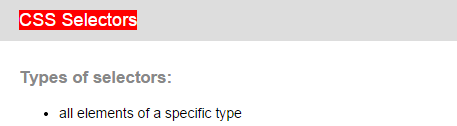 CSS Selectors
Types of selectors:
• all elements of a specific type